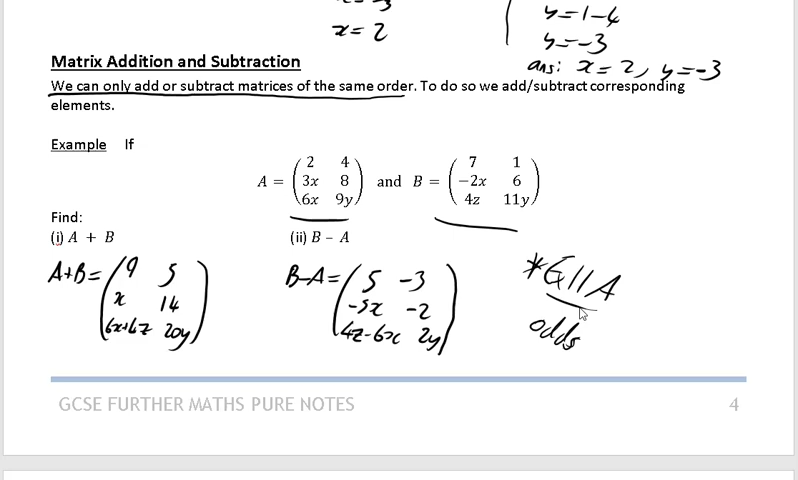 x=-3
x=2
y=1-4
y=-3
ans: x=2, y=-3
Matrix Addition and Subtraction
We can only add or subtract matrices of the same order. To do so we add/subtract corresponding
elements.
Example If
A = ( 2 4 ; 3x 8 ; 6x 9y ) and B = ( 7 1 ; −2x 6 ; 4z 11y )
Find:
(i) A + B (ii) B – A
A+B= ( 9 5 ; x 14 ; 6x+4z 20y )
B-A= ( 5 -3 ; -5x -2 ; 4z-6x 2y )
*G//A
odds
GCSE FURTHER MATHS PURE NOTES 4